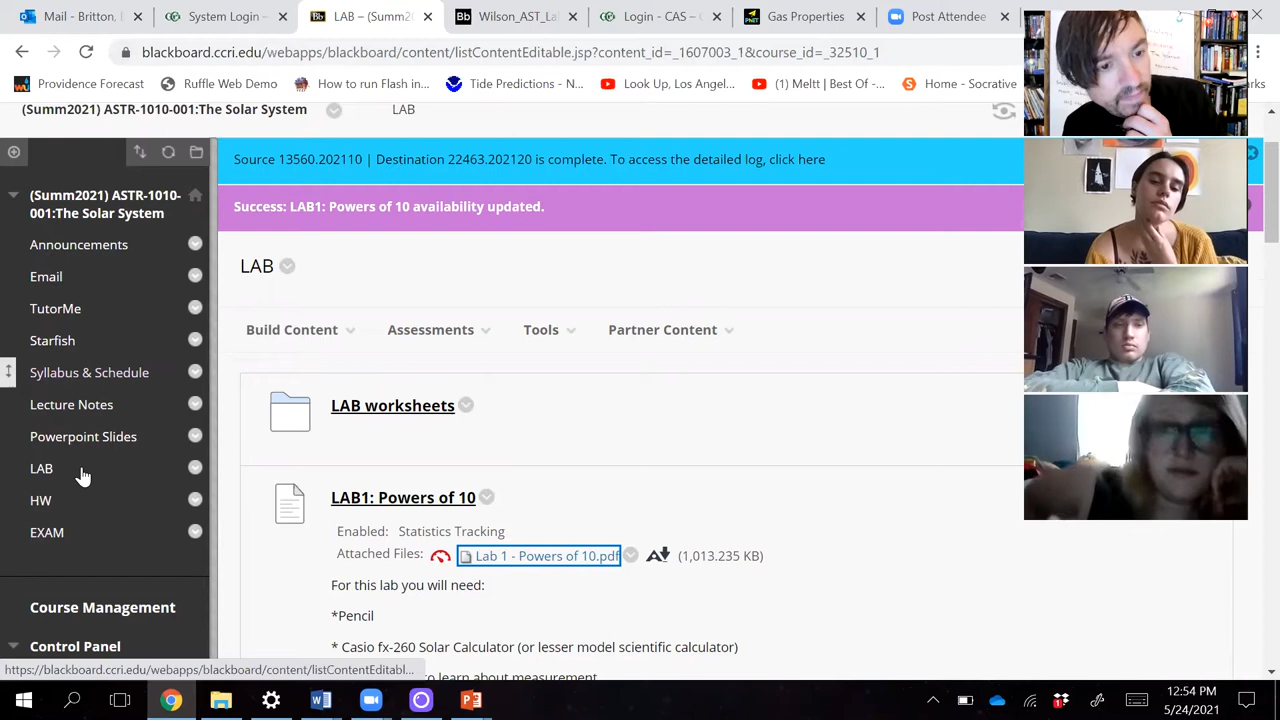 Mail - Britton,
System Login -
LAB – (Summ2
Wilson_AST_La
Login - CAS – C
Gas Properties
Post Attendee
blackboard.ccri.edu/webapps/blackboard/content/listContentEditable.jsp?content_id=_1607003_1&course_id=_32510_1
Providence Forecast
Ruffle Web Demo
How to run Flash in...
Tide Predictions - N...
Look Up, Los Angel...
(1) Meltt | Best Of -...
Home - Socrative
(Summ2021) ASTR-1010-001:The Solar System
LAB
Source 13560.202110 | Destination 22463.202120 is complete. To access the detailed log, click here
Success: LAB1: Powers of 10 availability updated.
(Summ2021) ASTR-1010-
001:The Solar System
Announcements
Email
TutorMe
Starfish
Syllabus & Schedule
Lecture Notes
Powerpoint Slides
LAB
HW
EXAM
Course Management
Control Panel
https://blackboard.ccri.edu/webapps/blackboard/content/listContentEditabl...
LAB
Build Content
Assessments
Tools
Partner Content
LAB worksheets
LAB1: Powers of 10
Enabled: Statistics Tracking
Attached Files: Lab 1 - Powers of 10.pdf (1,013.235 KB)
For this lab you will need:
*Pencil
* Casio fx-260 Solar Calculator (or lesser model scientific calculator)
to learn about measurement
12:54 PM
5/24/2021